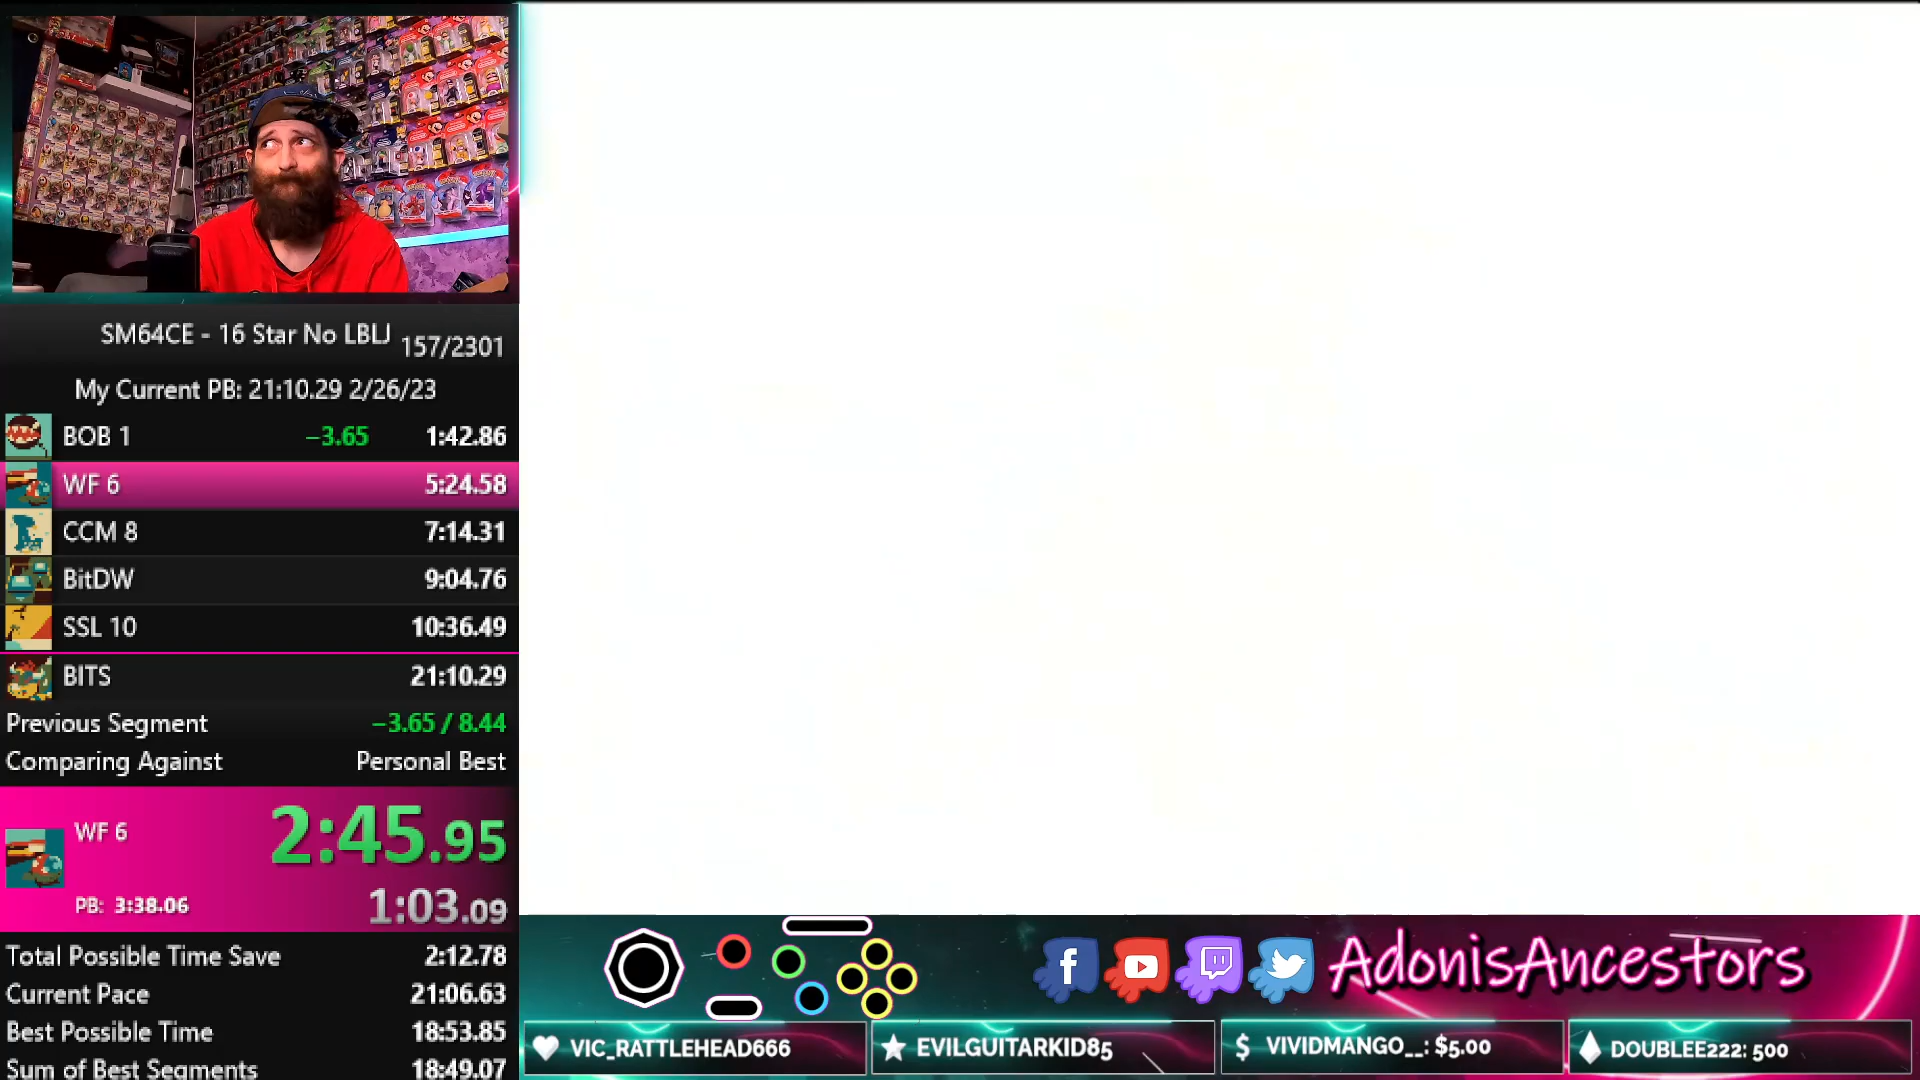 SM64CE - 16 Star No LBLJ 157/2301
My Current PB: 21:10.29 2/26/23
BOB 1 −3.65 1:42.86
WF 6 5:24.58
CCM 8 7:14.31
BitDW 9:04.76
SSL 10 10:36.49
BITS 21:10.29
Previous Segment −3.65 / 8.44
Comparing Against Personal Best
WF 6 2:45.95
PB: 3:38.06 1:03.09
Total Possible Time Save 2:12.78
Current Pace 21:06.63
Best Possible Time 18:53.85
Sum of Best Segments 18:49.07
AdonisAncestors
VIC_RATTLEHEAD666
EVILGUITARKID85
$ VIVIDMANGO__: $5.00
DOUBLEE222: 500